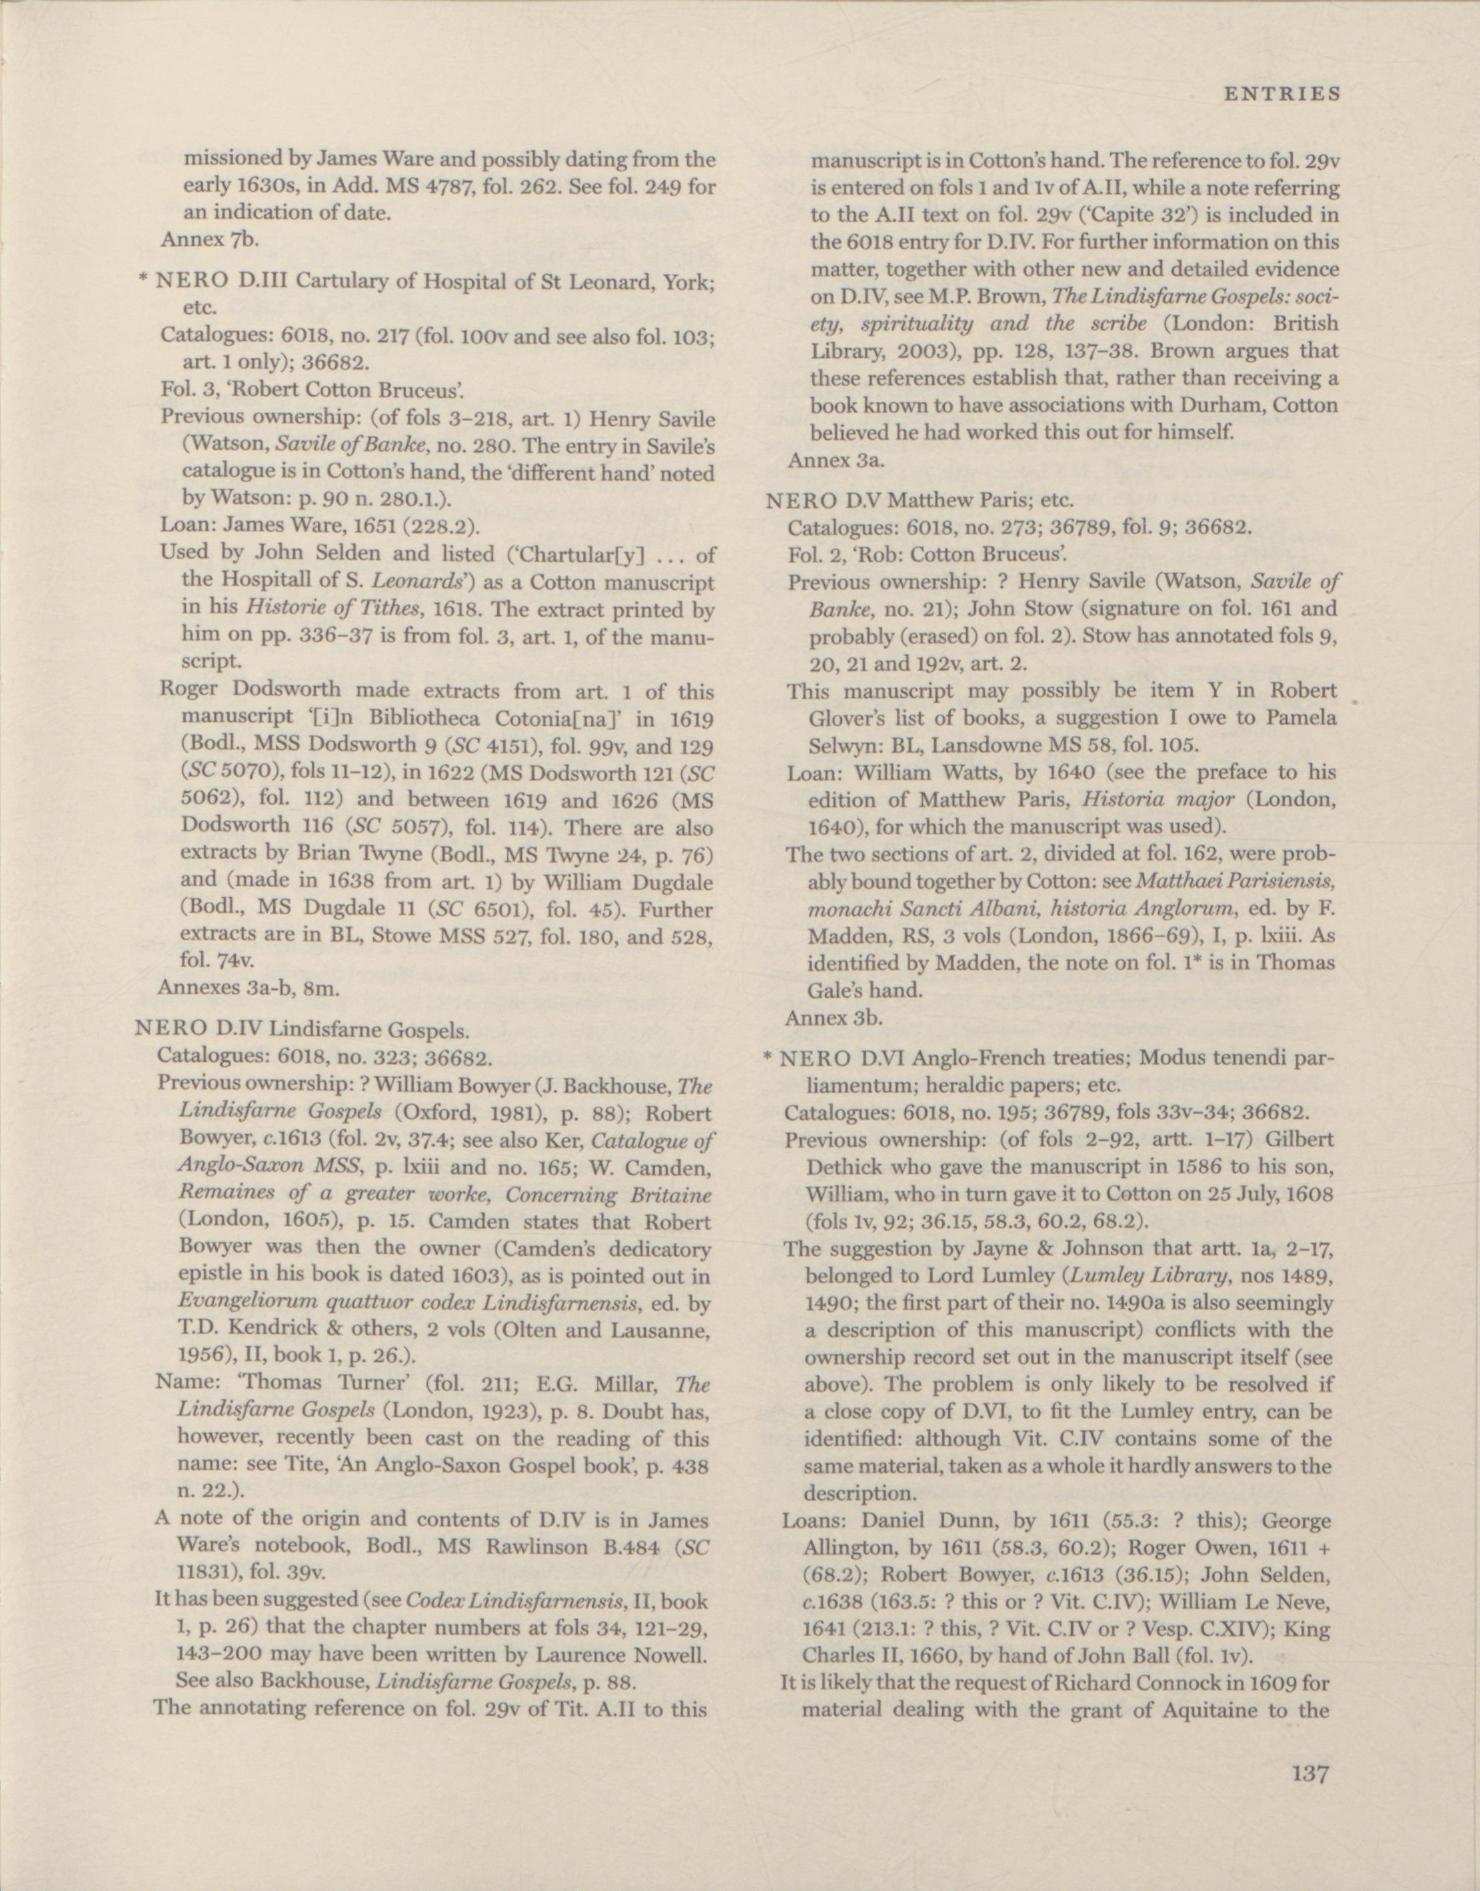 ENTRIES
missioned by James Ware and possibly dating from the
early 1630s, in Add. MS 4787, fol. 262. See fol. 249 for
an indication of date.
Annex 7b.
* NERO D.III Cartulary of Hospital of St Leonard, York;
etc.
Catalogues: 6018, no. 217 (fol. 100v and see also fol. 103;
art. 1 only); 36682.
Fol. 3, ‘Robert Cotton Bruceus’.
Previous ownership: (of fols 3–218, art. 1) Henry Savile
(Watson, Savile of Banke, no. 280. The entry in Savile’s
catalogue is in Cotton’s hand, the ‘different hand’ noted
by Watson: p. 90 n. 280.1.).
Loan: James Ware, 1651 (228.2).
Used by John Selden and listed (‘Chartular[y] ... of
the Hospitall of S. Leonards’) as a Cotton manuscript
in his Historie of Tithes, 1618. The extract printed by
him on pp. 336–37 is from fol. 3, art. 1, of the manu-
script.
Roger Dodsworth made extracts from art. 1 of this
manuscript ‘[i]n Bibliotheca Cotonia[na]’ in 1619
(Bodl., MSS Dodsworth 9 (SC 4151), fol. 99v, and 129
(SC 5070), fols 11–12), in 1622 (MS Dodsworth 121 (SC
5062), fol. 112) and between 1619 and 1626 (MS
Dodsworth 116 (SC 5057), fol. 114). There are also
extracts by Brian Twyne (Bodl., MS Twyne 24, p. 76)
and (made in 1638 from art. 1) by William Dugdale
(Bodl., MS Dugdale 11 (SC 6501), fol. 45). Further
extracts are in BL, Stowe MSS 527, fol. 180, and 528,
fol. 74v.
Annexes 3a-b, 8m.
NERO D.IV Lindisfarne Gospels.
Catalogues: 6018, no. 323; 36682.
Previous ownership: ? William Bowyer (J. Backhouse, The
Lindisfarne Gospels (Oxford, 1981), p. 88); Robert
Bowyer, c.1613 (fol. 2v, 37.4; see also Ker, Catalogue of
Anglo-Saxon MSS, p. lxiii and no. 165; W. Camden,
Remaines of a greater worke, Concerning Britaine
(London, 1605), p. 15. Camden states that Robert
Bowyer was then the owner (Camden’s dedicatory
epistle in his book is dated 1603), as is pointed out in
Evangeliorum quattuor codex Lindisfarnensis, ed. by
T.D. Kendrick & others, 2 vols (Olten and Lausanne,
1956), II, book 1, p. 26.).
Name: ‘Thomas Turner’ (fol. 211; E.G. Millar, The
Lindisfarne Gospels (London, 1923), p. 8. Doubt has,
however, recently been cast on the reading of this
name: see Tite, ‘An Anglo-Saxon Gospel book’, p. 438
n. 22.).
A note of the origin and contents of D.IV is in James
Ware’s notebook, Bodl., MS Rawlinson B.484 (SC
11831), fol. 39v.
It has been suggested (see Codex Lindisfarnensis, II, book
1, p. 26) that the chapter numbers at fols 34, 121–29,
143–200 may have been written by Laurence Nowell.
See also Backhouse, Lindisfarne Gospels, p. 88.
The annotating reference on fol. 29v of Tit. A.II to this
manuscript is in Cotton’s hand. The reference to fol. 29v
is entered on fols 1 and 1v of A.II, while a note referring
to the A.II text on fol. 29v (‘Capite 32’) is included in
the 6018 entry for D.IV. For further information on this
matter, together with other new and detailed evidence
on D.IV, see M.P. Brown, The Lindisfarne Gospels: soci-
ety, spirituality and the scribe (London: British
Library, 2003), pp. 128, 137–38. Brown argues that
these references establish that, rather than receiving a
book known to have associations with Durham, Cotton
believed he had worked this out for himself.
Annex 3a.
NERO D.V Matthew Paris; etc.
Catalogues: 6018, no. 273; 36789, fol. 9; 36682.
Fol. 2, ‘Rob: Cotton Bruceus’.
Previous ownership: ? Henry Savile (Watson, Savile of
Banke, no. 21); John Stow (signature on fol. 161 and
probably (erased) on fol. 2). Stow has annotated fols 9,
20, 21 and 192v, art. 2.
This manuscript may possibly be item Y in Robert
Glover’s list of books, a suggestion I owe to Pamela
Selwyn: BL, Lansdowne MS 58, fol. 105.
Loan: William Watts, by 1640 (see the preface to his
edition of Matthew Paris, Historia major (London,
1640), for which the manuscript was used).
The two sections of art. 2, divided at fol. 162, were prob-
ably bound together by Cotton: see Matthaei Parisiensis,
monachi Sancti Albani, historia Anglorum, ed. by F.
Madden, RS, 3 vols (London, 1866–69), I, p. lxiii. As
identified by Madden, the note on fol. 1* is in Thomas
Gale’s hand.
Annex 3b.
* NERO D.VI Anglo-French treaties; Modus tenendi par-
liamentum; heraldic papers; etc.
Catalogues: 6018, no. 195; 36789, fols 33v–34; 36682.
Previous ownership: (of fols 2–92, artt. 1–17) Gilbert
Dethick who gave the manuscript in 1586 to his son,
William, who in turn gave it to Cotton on 25 July, 1608
(fols 1v, 92; 36.15, 58.3, 60.2, 68.2).
The suggestion by Jayne & Johnson that artt. 1a, 2–17,
belonged to Lord Lumley (Lumley Library, nos 1489,
1490; the first part of their no. 1490a is also seemingly
a description of this manuscript) conflicts with the
ownership record set out in the manuscript itself (see
above). The problem is only likely to be resolved if
a close copy of D.VI, to fit the Lumley entry, can be
identified: although Vit. C.IV contains some of the
same material, taken as a whole it hardly answers to the
description.
Loans: Daniel Dunn, by 1611 (55.3: ? this); George
Allington, by 1611 (58.3, 60.2); Roger Owen, 1611 +
(68.2); Robert Bowyer, c.1613 (36.15); John Selden,
c.1638 (163.5: ? this or ? Vit. C.IV); William Le Neve,
1641 (213.1: ? this, ? Vit. C.IV or ? Vesp. C.XIV); King
Charles II, 1660, by hand of John Ball (fol. 1v).
It is likely that the request of Richard Connock in 1609 for
material dealing with the grant of Aquitaine to the
137